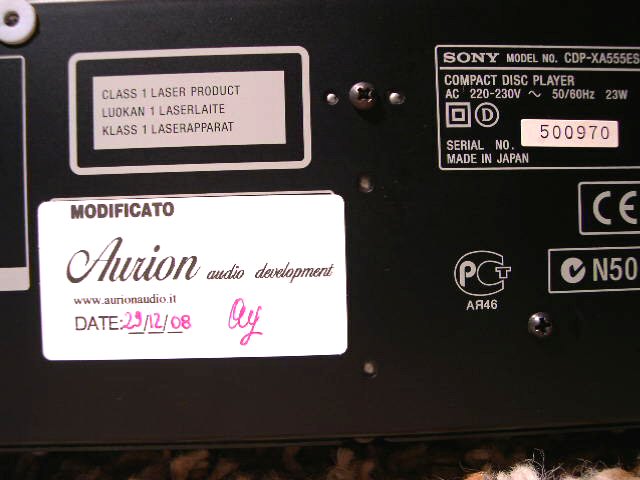 CLASS 1 LASER PRODUCT
LUOKAN 1 LASERLAITE
KLASS 1 LASERAPPARAT
SONY MODEL NO. CDP-XA555ES
COMPACT DISC PLAYER
AC 220-230V ~ 50/60Hz 23W
D
SERIAL NO. 500970
MADE IN JAPAN
MODIFICATO
Aurion audio development
www.aurionaudio.it
DATE: 29/12/08
CE
РСТ
АЯ46
N50